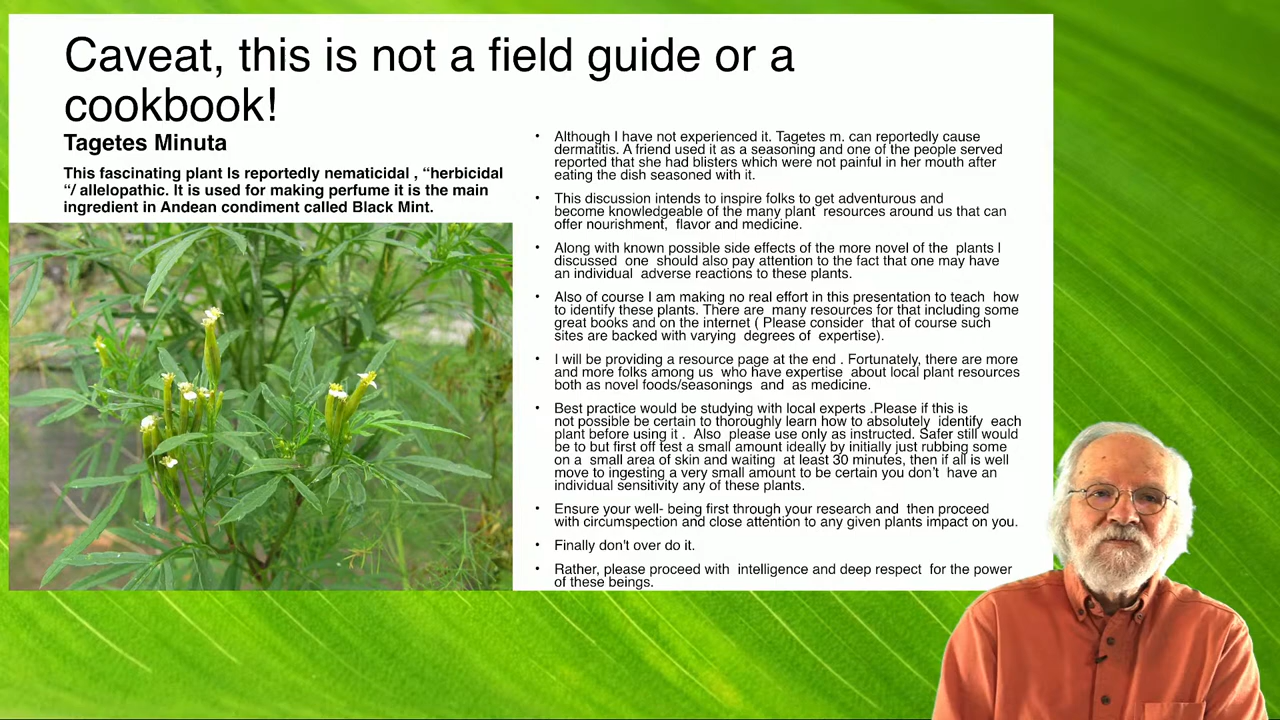 Caveat, this is not a field guide or a
cookbook!
Tagetes Minuta
This fascinating plant Is reportedly nematicidal , “herbicidal
“/ allelopathic. It is used for making perfume it is the main
ingredient in Andean condiment called Black Mint.
• Although I have not experienced it. Tagetes m. can reportedly cause
dermatitis. A friend used it as a seasoning and one of the people served
reported that she had blisters which were not painful in her mouth after
eating the dish seasoned with it.
• This discussion intends to inspire folks to get adventurous and
become knowledgeable of the many plant resources around us that can
offer nourishment, flavor and medicine.
• Along with known possible side effects of the more novel of the plants I
discussed one should also pay attention to the fact that one may have
an individual adverse reactions to these plants.
• Also of course I am making no real effort in this presentation to teach how
to identify these plants. There are many resources for that including some
great books and on the internet ( Please consider that of course such
sites are backed with varying degrees of expertise).
• I will be providing a resource page at the end . Fortunately, there are more
and more folks among us who have expertise about local plant resources
both as novel foods/seasonings and as medicine.
• Best practice would be studying with local experts .Please if this is
not possible be certain to thoroughly learn how to absolutely identify each
plant before using it . Also please use only as instructed. Safer still would
be to but first off test a small amount ideally by initially just rubbing some
on a small area of skin and waiting at least 30 minutes, then if all is well
move to ingesting a very small amount to be certain you don’t have an
individual sensitivity any of these plants.
• Ensure your well- being first through your research and then proceed
with circumspection and close attention to any given plants impact on you.
• Finally don’t over do it.
• Rather, please proceed with intelligence and deep respect for the power
of these beings.